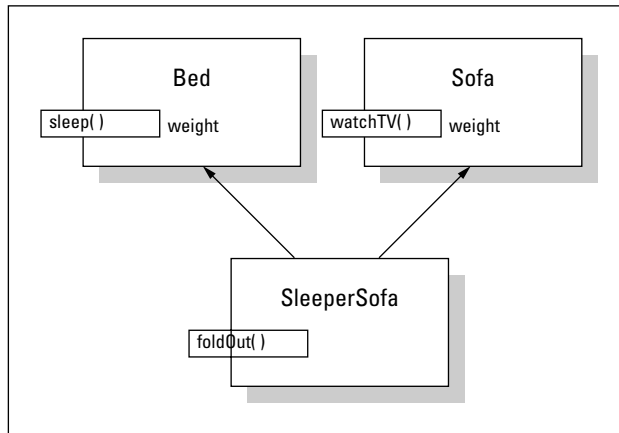 Bed
sleep( )
weight
Sofa
watchTV( )
weight
SleeperSofa
foldOut( )